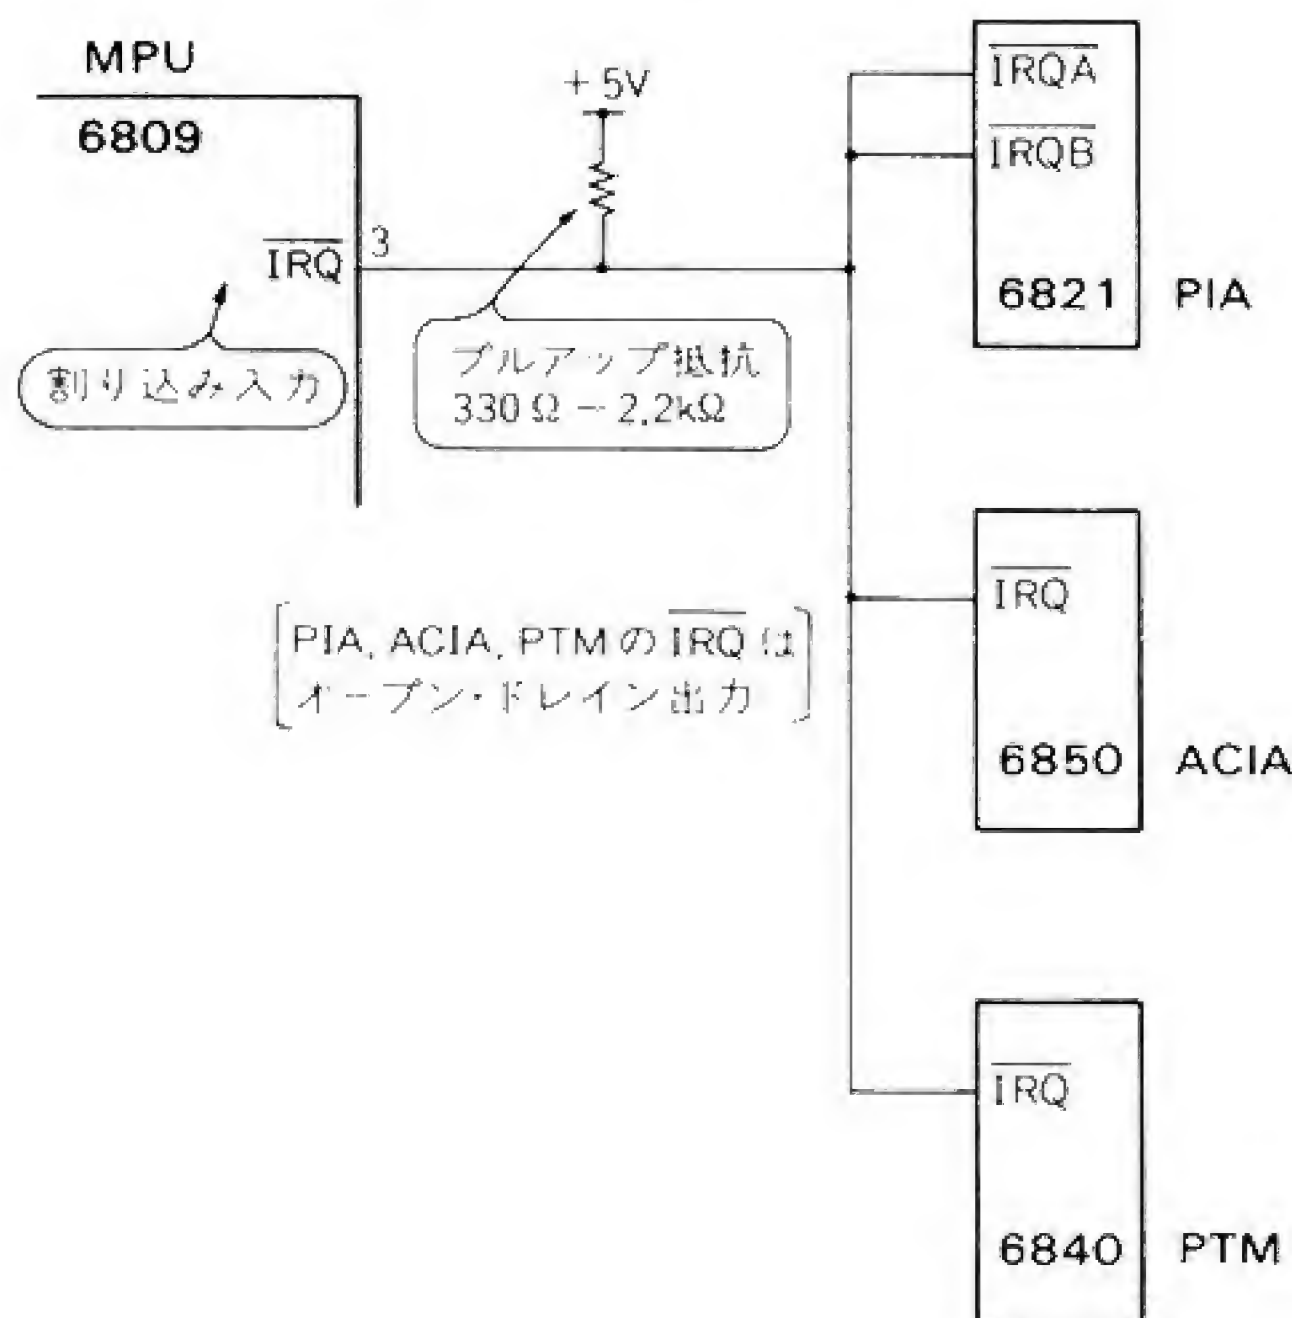 MPU
6809
IRQ
3
割り込み入力
+5V
プルアップ抵抗
330Ω－2.2kΩ
IRQA
IRQB
6821
PIA
PIA, ACIA, PTMのIRQは
オープン・ドレイン出力
IRQ
6850
ACIA
IRQ
6840
PTM